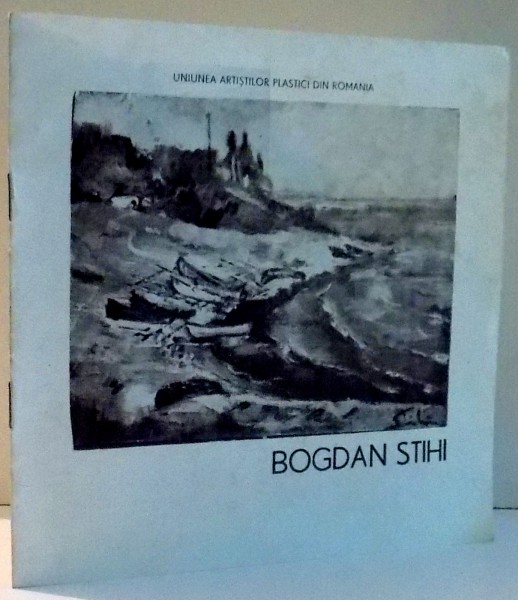 UNIUNEA ARTIȘTILOR PLASTICI DIN ROMANIA
BOGDAN STIHI